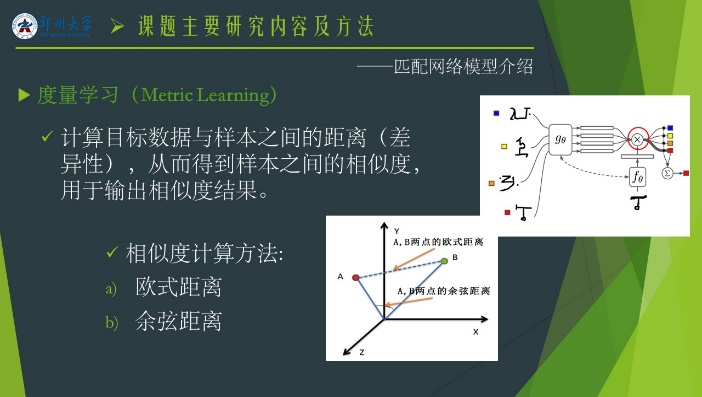 郑州大学
➢ 课题主要研究内容及方法
——匹配网络模型介绍
▶ 度量学习（Metric Learning）
✓ 计算目标数据与样本之间的距离（差
异性），从而得到样本之间的相似度，
用于输出相似度结果。
gθ
fθ
Σ
✓ 相似度计算方法:
a) 欧式距离
b) 余弦距离
Y
A,B两点的欧式距离
B
A
A,B两点的余弦距离
X
Z